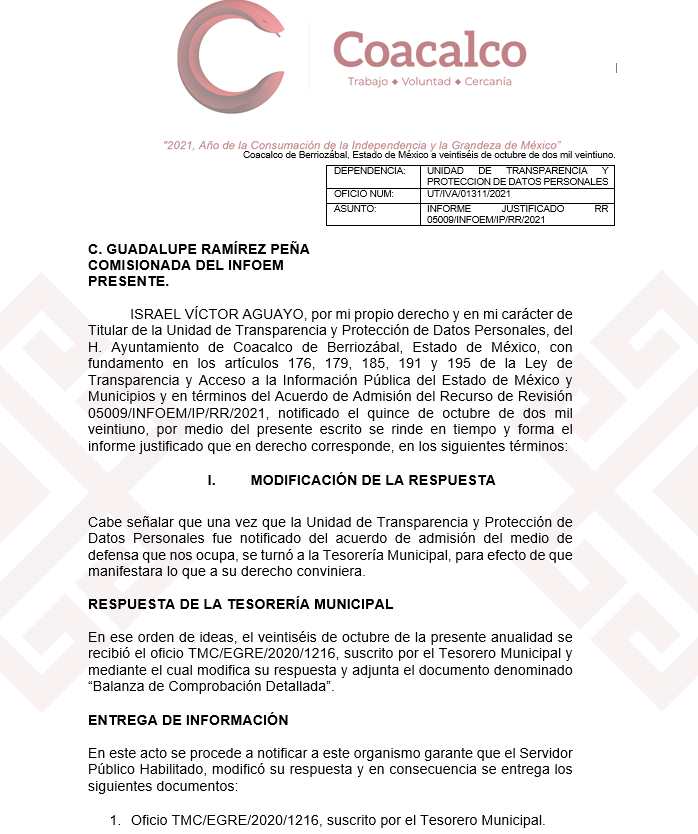 Coacalco
Trabajo ◆ Voluntad ◆ Cercanía
"2021, Año de la Consumación de la Independencia y la Grandeza de México"
Coacalco de Berriozábal, Estado de México a veintiséis de octubre de dos mil veintiuno.
DEPENDENCIA: UNIDAD DE TRANSPARENCIA Y
PROTECCION DE DATOS PERSONALES
OFICIO NUM: UT/IVA/01311/2021
ASUNTO: INFORME JUSTIFICADO RR
05009/INFOEM/IP/RR/2021
C. GUADALUPE RAMÍREZ PEÑA
COMISIONADA DEL INFOEM
PRESENTE.
ISRAEL VÍCTOR AGUAYO, por mi propio derecho y en mi carácter de
Titular de la Unidad de Transparencia y Protección de Datos Personales, del
H. Ayuntamiento de Coacalco de Berriozábal, Estado de México, con
fundamento en los artículos 176, 179, 185, 191 y 195 de la Ley de
Transparencia y Acceso a la Información Pública del Estado de México y
Municipios y en términos del Acuerdo de Admisión del Recurso de Revisión
05009/INFOEM/IP/RR/2021, notificado el quince de octubre de dos mil
veintiuno, por medio del presente escrito se rinde en tiempo y forma el
informe justificado que en derecho corresponde, en los siguientes términos:
I. MODIFICACIÓN DE LA RESPUESTA
Cabe señalar que una vez que la Unidad de Transparencia y Protección de
Datos Personales fue notificado del acuerdo de admisión del medio de
defensa que nos ocupa, se turnó a la Tesorería Municipal, para efecto de que
manifestara lo que a su derecho conviniera.
RESPUESTA DE LA TESORERÍA MUNICIPAL
En ese orden de ideas, el veintiséis de octubre de la presente anualidad se
recibió el oficio TMC/EGRE/2020/1216, suscrito por el Tesorero Municipal y
mediante el cual modifica su respuesta y adjunta el documento denominado
“Balanza de Comprobación Detallada”.
ENTREGA DE INFORMACIÓN
En este acto se procede a notificar a este organismo garante que el Servidor
Público Habilitado, modificó su respuesta y en consecuencia se entrega los
siguientes documentos:
1. Oficio TMC/EGRE/2020/1216, suscrito por el Tesorero Municipal.